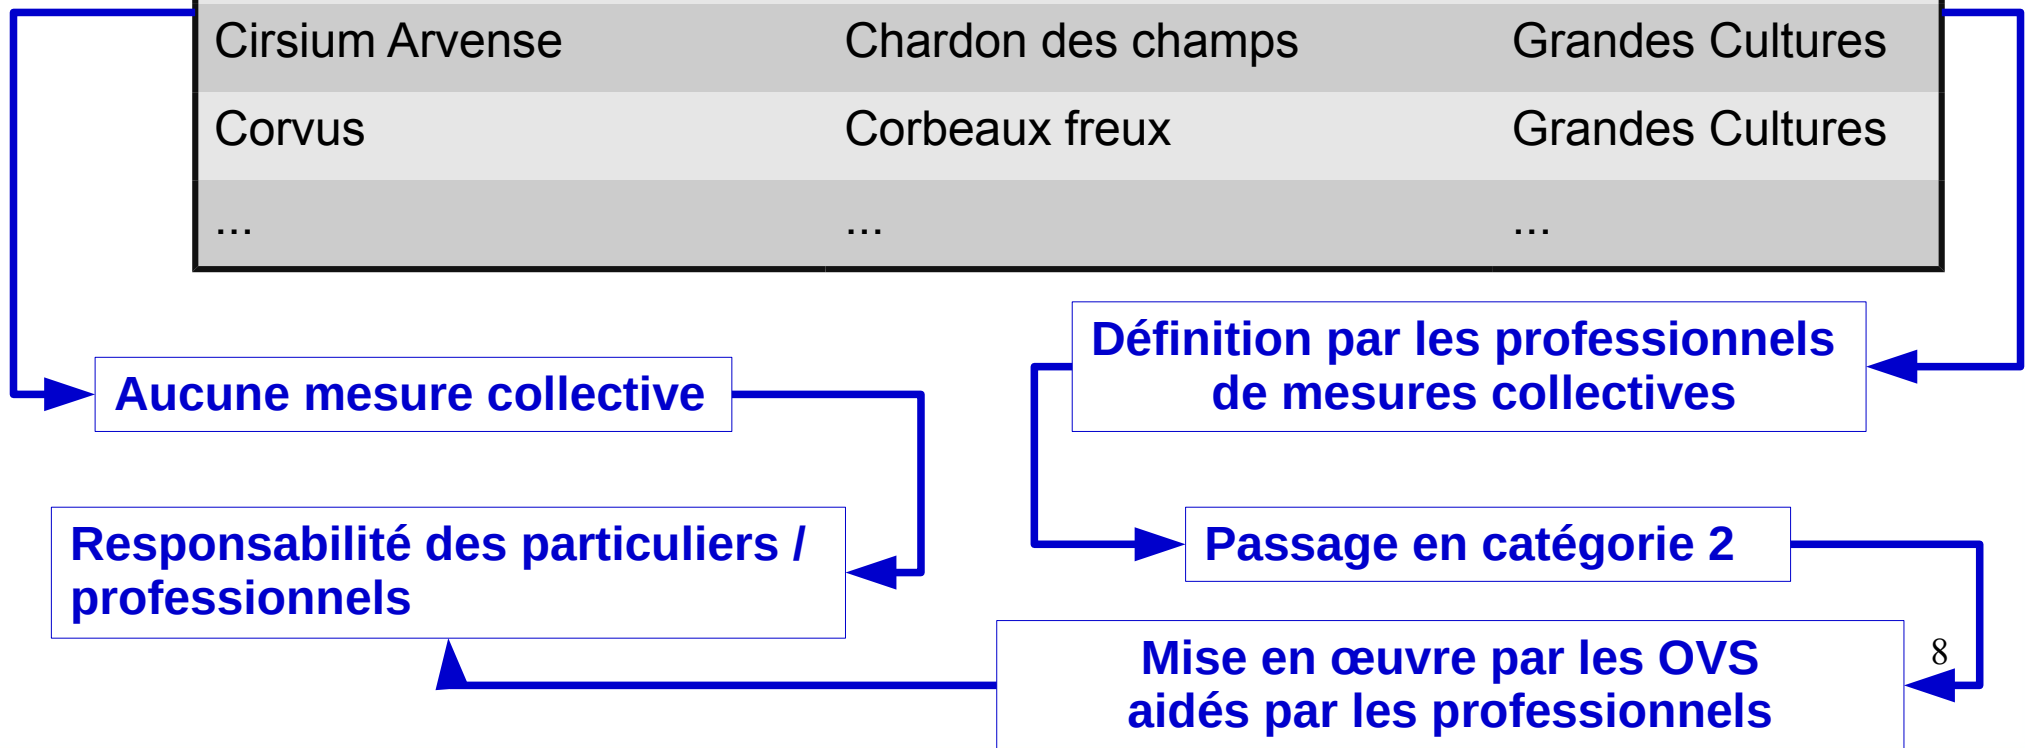 Cirsium Arvense Chardon des champs Grandes Cultures
Corvus Corbeaux freux Grandes Cultures
... ... ...
Définition par les professionnels
de mesures collectives
Aucune mesure collective
Responsabilité des particuliers /
professionnels
Passage en catégorie 2
Mise en œuvre par les OVS
aidés par les professionnels
8